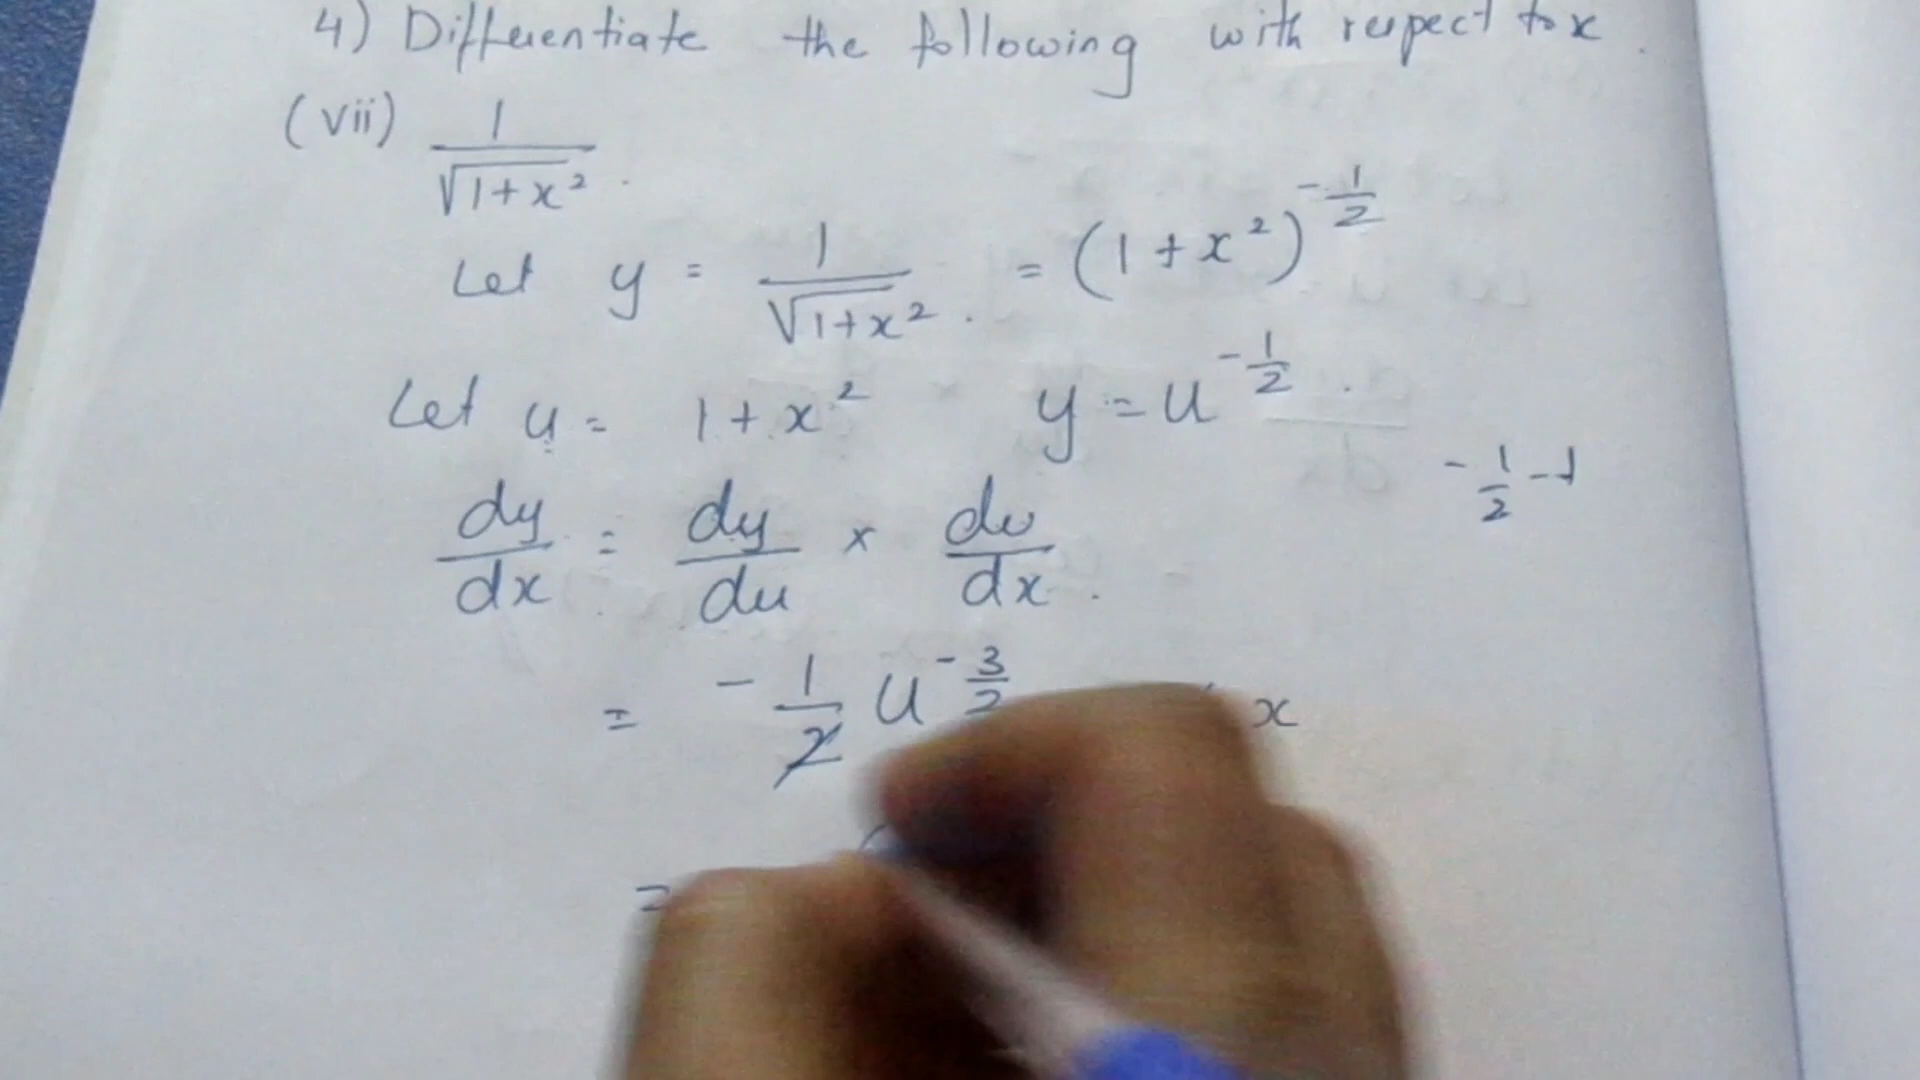 4) Differentiate the following with respect to x.
(vii) 1/√1+x².
Let y = 1/√1+x². = (1+x²)^-1/2
Let u = 1+x² y = u^-1/2.
-1/2-1
dy/dx = dy/du × du/dx.
= -1/2 u^-3/2 x
=